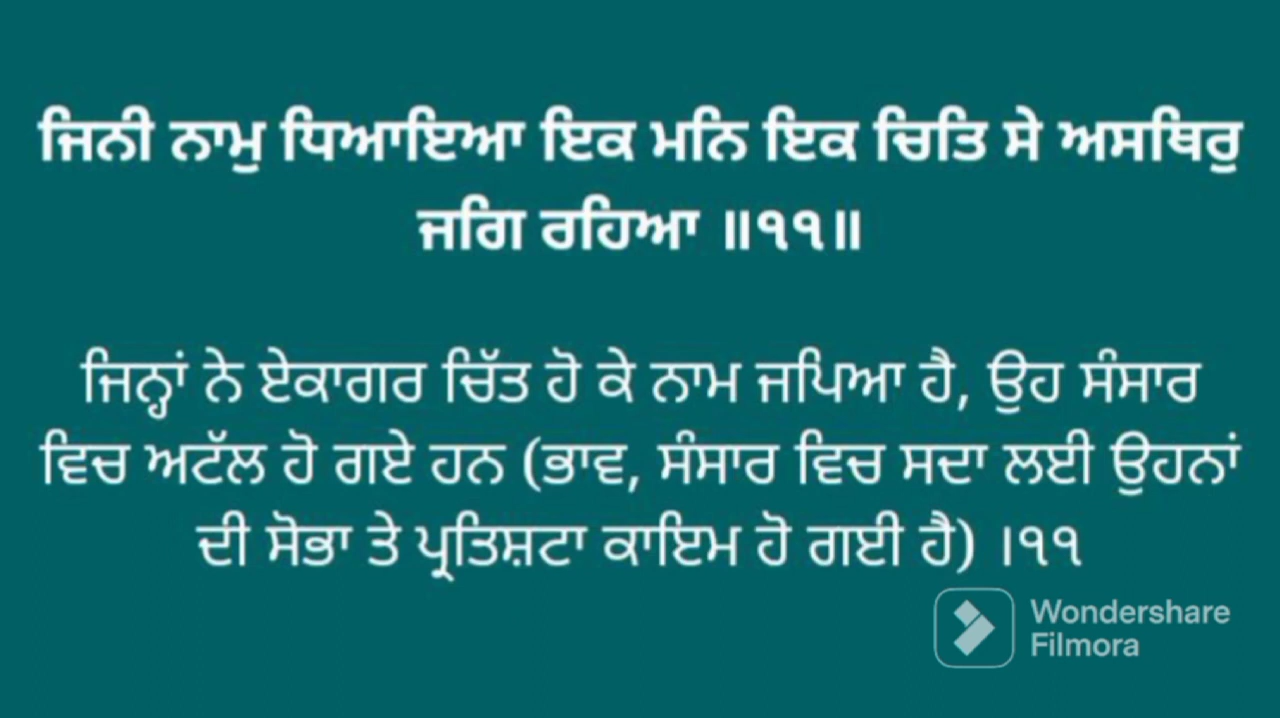 ਜਿਨੀ ਨਾਮੁ ਧਿਆਇਆ ਇਕ ਮਨਿ ਇਕ ਚਿਤਿ ਸੇ ਅਸਥਿਰੁ
ਜਗਿ ਰਹਿਆ ॥੧੧॥
ਜਿਨ੍ਹਾਂ ਨੇ ਏਕਾਗਰ ਚਿੱਤ ਹੋ ਕੇ ਨਾਮ ਜਪਿਆ ਹੈ, ਉਹ ਸੰਸਾਰ
ਵਿਚ ਅਟੱਲ ਹੋ ਗਏ ਹਨ (ਭਾਵ, ਸੰਸਾਰ ਵਿਚ ਸਦਾ ਲਈ ਉਹਨਾਂ
ਦੀ ਸੋਭਾ ਤੇ ਪ੍ਰਤਿਸ਼ਟਾ ਕਾਇਮ ਹੋ ਗਈ ਹੈ) ।੧੧
Wondershare
Filmora